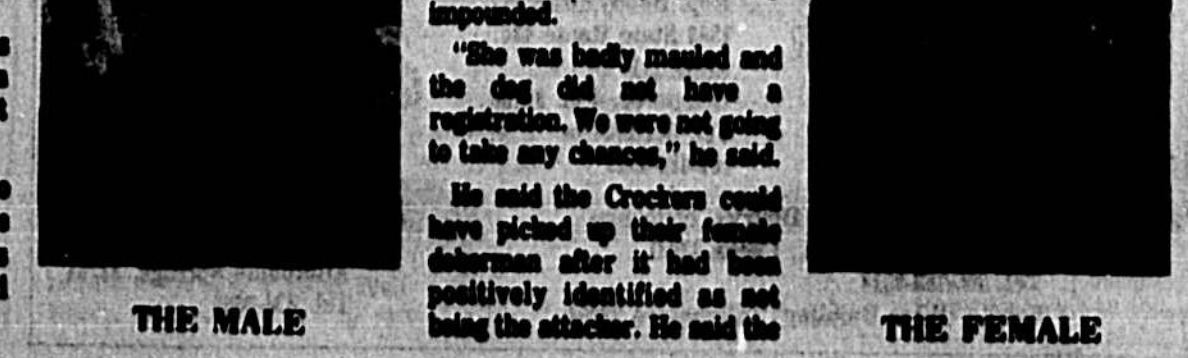 impounded.
"She was badly mauled and
the dog did not have a
registration. We were not going
to take any chances," he said.
He said the Crockers could
have picked up their female
doberman after it had been
positively identified as not
being the attacker. He said the
THE MALE
THE FEMALE